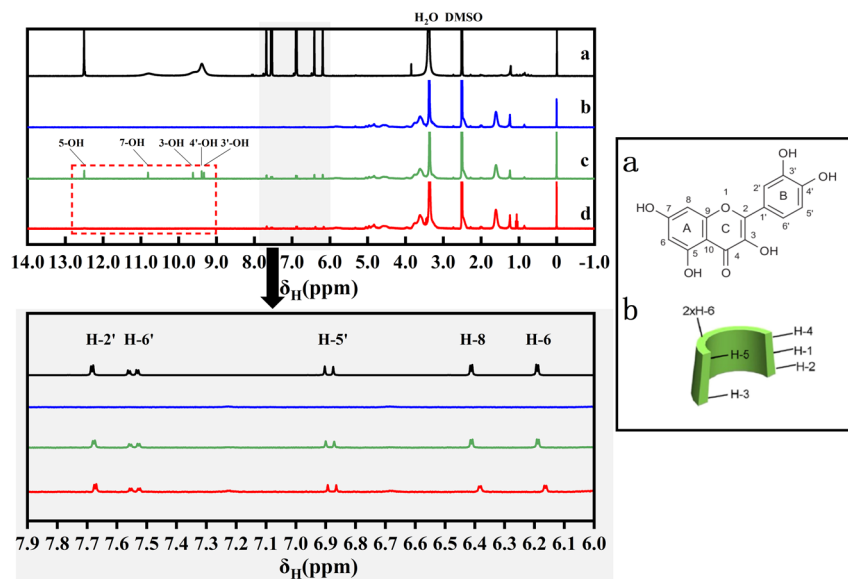 H₂O DMSO
a
b
5-OH 7-OH 3-OH 4'-OH 3'-OH
c
d
14.0 13.0 12.0 11.0 10.0 9.0 8.0 7.0 6.0 5.0 4.0 3.0 2.0 1.0 0 -1.0
δH(ppm)
H-2' H-6' H-5' H-8 H-6
7.9 7.8 7.7 7.6 7.5 7.4 7.3 7.2 7.1 7.0 6.9 6.8 6.7 6.6 6.5 6.4 6.3 6.2 6.1 6.0
δH(ppm)
a
OH
3'
2' B 4' OH
8 1
HO 7 9 O 2 1' 5'
A C 6'
6 10 3
5 4 OH
OH O
b
2xH-6
H-4
H-5 H-1
H-2
H-3